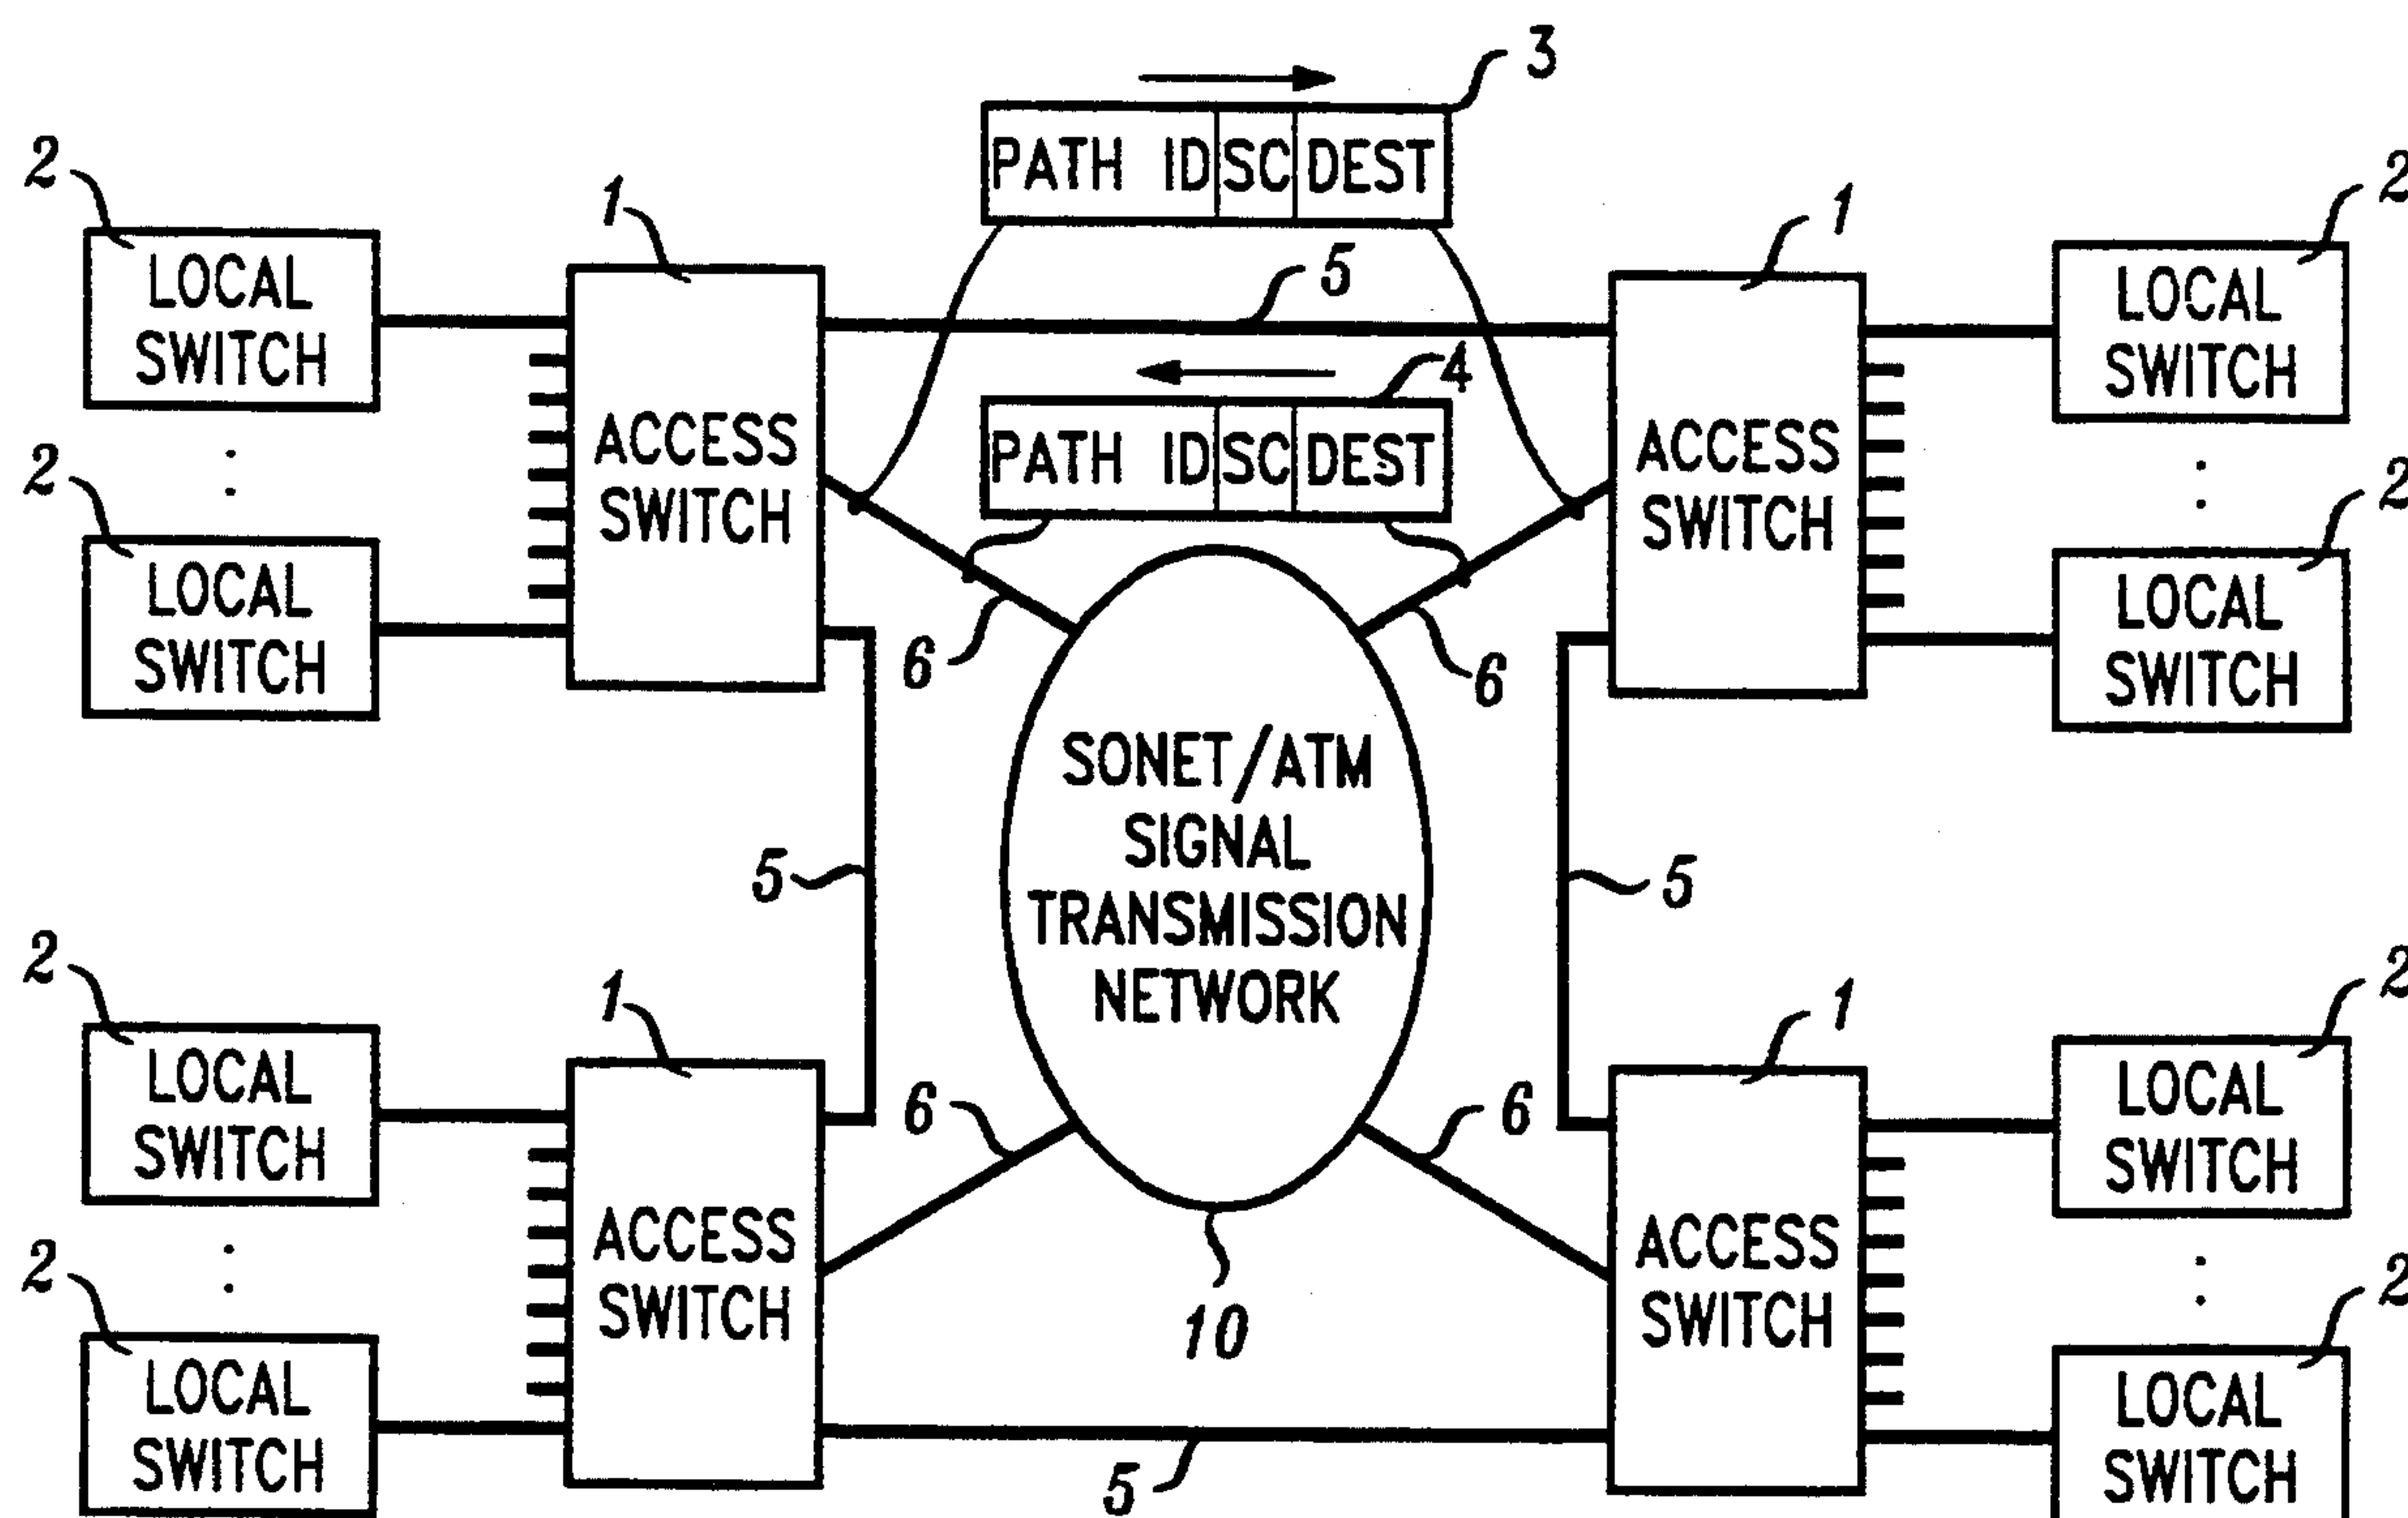 3
PATH ID SC DEST
2
1
1
2
LOCAL
SWITCH
5
LOCAL
SWITCH
4
ACCESS
SWITCH
PATH ID SC DEST
ACCESS
SWITCH
2
2
LOCAL
SWITCH
6
6
LOCAL
SWITCH
SONET/ATM
SIGNAL
TRANSMISSION
NETWORK
5
5
2
1
1
2
LOCAL
SWITCH
6
6
LOCAL
SWITCH
ACCESS
SWITCH
ACCESS
SWITCH
2
2
10
LOCAL
SWITCH
LOCAL
SWITCH
5